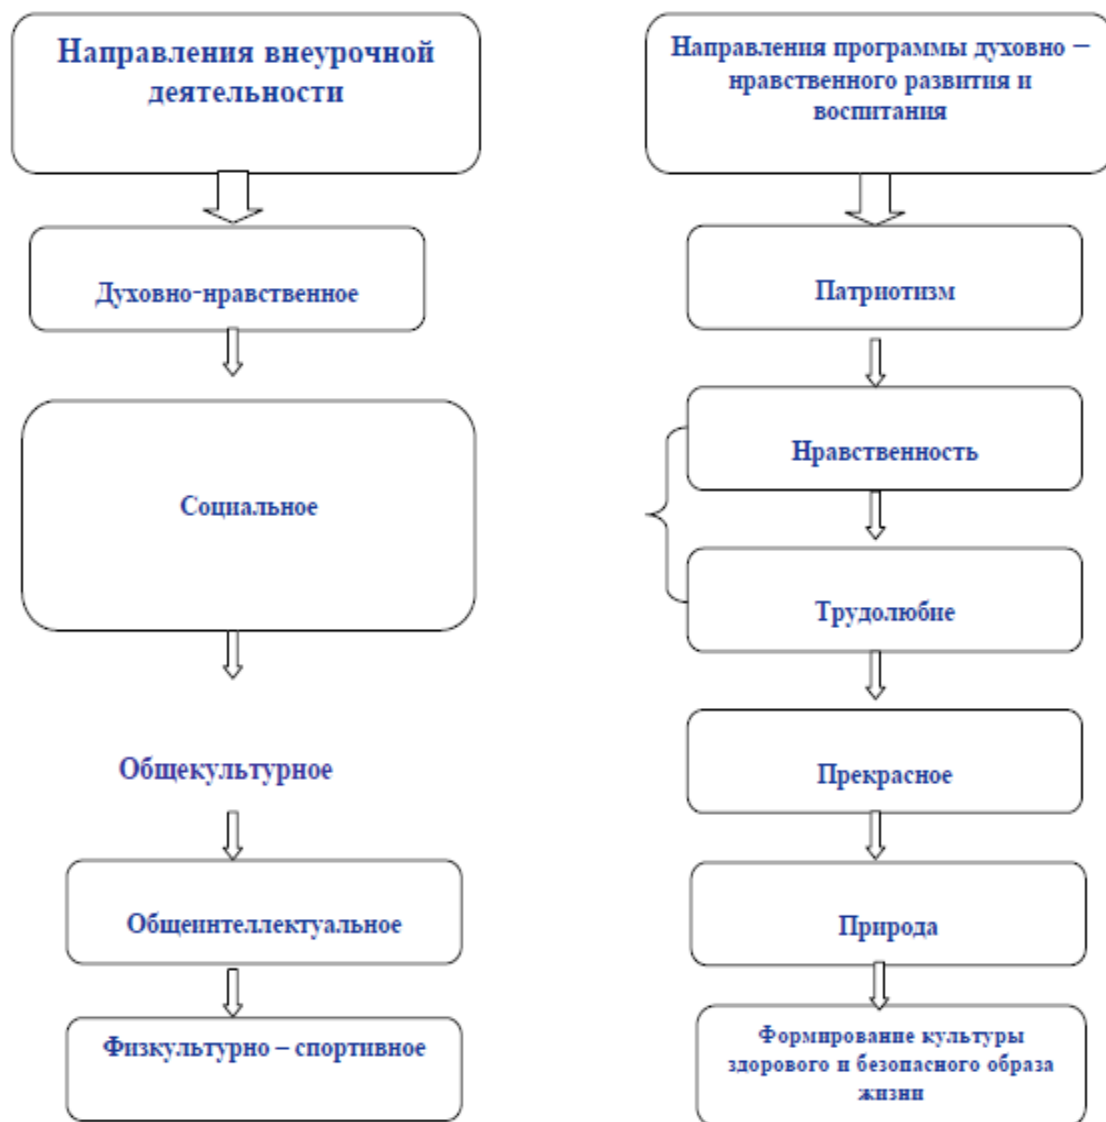 Направления внеурочной
деятельности
Духовно-нравственное
Социальное
Общекультурное
Общеинтеллектуальное
Физкультурно – спортивное
Направления программы духовно –
нравственного развития и
воспитания
Патриотизм
Нравственность
Трудолюбие
Прекрасное
Природа
Формирование культуры
здорового и безопасного образа
жизни